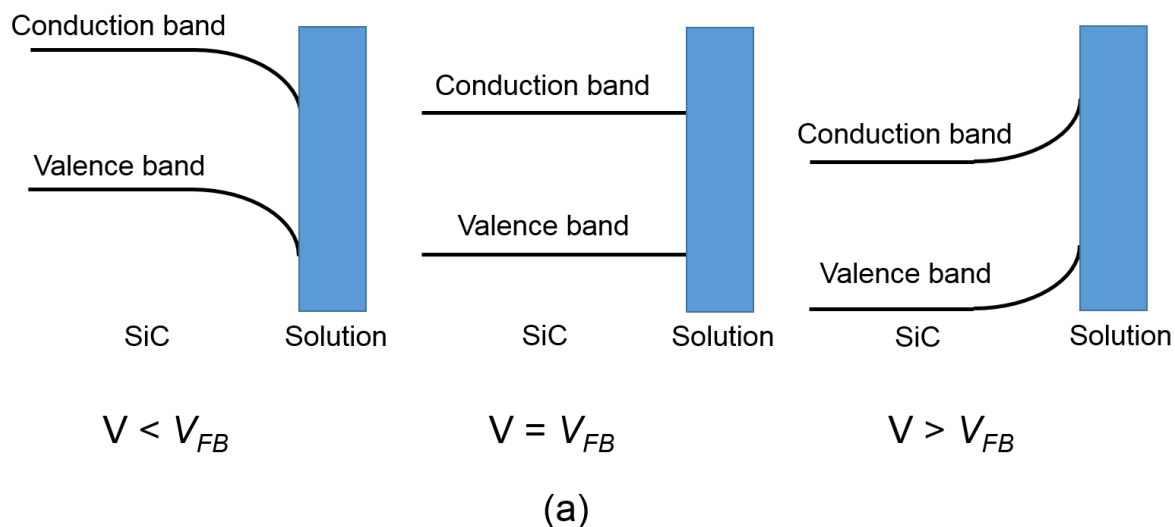 Conduction band
Valence band
SiC
Solution
V < V_FB
Conduction band
Valence band
SiC
Solution
V = V_FB
Conduction band
Valence band
SiC
Solution
V > V_FB
(a)